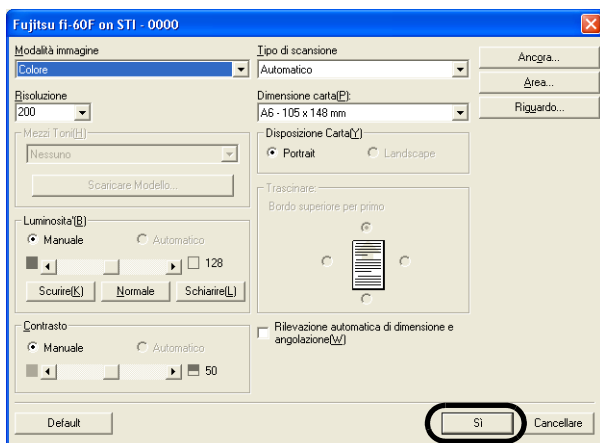 Fujitsu fi-60F on STI - 0000
Modalità immagine
Colore
Risoluzione
200
Mezzi Toni(H)
Nessuno
Scaricare Modello...
Luminosita'(B)
Manuale
Automatico
128
Scurire(K)
Normale
Schiarire(L)
Contrasto
Manuale
Automatico
50
Tipo di scansione
Automatico
Dimensione carta(P):
A6 - 105 x 148 mm
Disposizione Carta(Y)
Portrait
Landscape
Trascinare:
Bordo superiore per primo
Rilevazione automatica di dimensione e
angolazione(W)
Ancora...
Area...
Riguardo...
Default
Sì
Cancellare